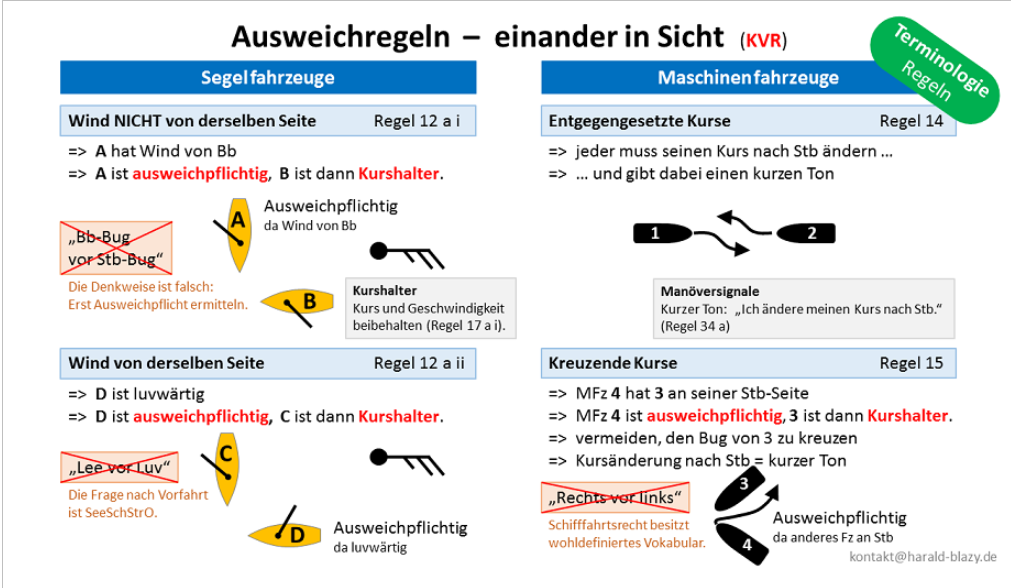 Ausweichregeln – einander in Sicht (KVR)
Terminologie
Regeln
Segelfahrzeuge
Wind NICHT von derselben Seite Regel 12 a i
=> A hat Wind von Bb
=> A ist ausweichpflichtig, B ist dann Kurshalter.
A
Ausweichpflichtig
da Wind von Bb
„Bb-Bug
vor Stb-Bug“
Die Denkweise ist falsch:
Erst Ausweichpflicht ermitteln.
B
Kurshalter
Kurs und Geschwindigkeit
beibehalten (Regel 17 a i).
Wind von derselben Seite Regel 12 a ii
=> D ist luvwärtig
=> D ist ausweichpflichtig, C ist dann Kurshalter.
C
„Lee vor Luv“
Die Frage nach Vorfahrt
ist SeeSchStrO.
D
Ausweichpflichtig
da luvwärtig
Maschinenfahrzeuge
Entgegengesetzte Kurse Regel 14
=> jeder muss seinen Kurs nach Stb ändern ...
=> ... und gibt dabei einen kurzen Ton
1
2
Manöversignale
Kurzer Ton: „Ich ändere meinen Kurs nach Stb.“
(Regel 34 a)
Kreuzende Kurse Regel 15
=> MFz 4 hat 3 an seiner Stb-Seite
=> MFz 4 ist ausweichpflichtig, 3 ist dann Kurshalter.
=> vermeiden, den Bug von 3 zu kreuzen
=> Kursänderung nach Stb = kurzer Ton
„Rechts vor links“
Schifffahrtsrecht besitzt
wohldefiniertes Vokabular.
3
4
Ausweichpflichtig
da anderes Fz an Stb
kontakt@harald-blazy.de